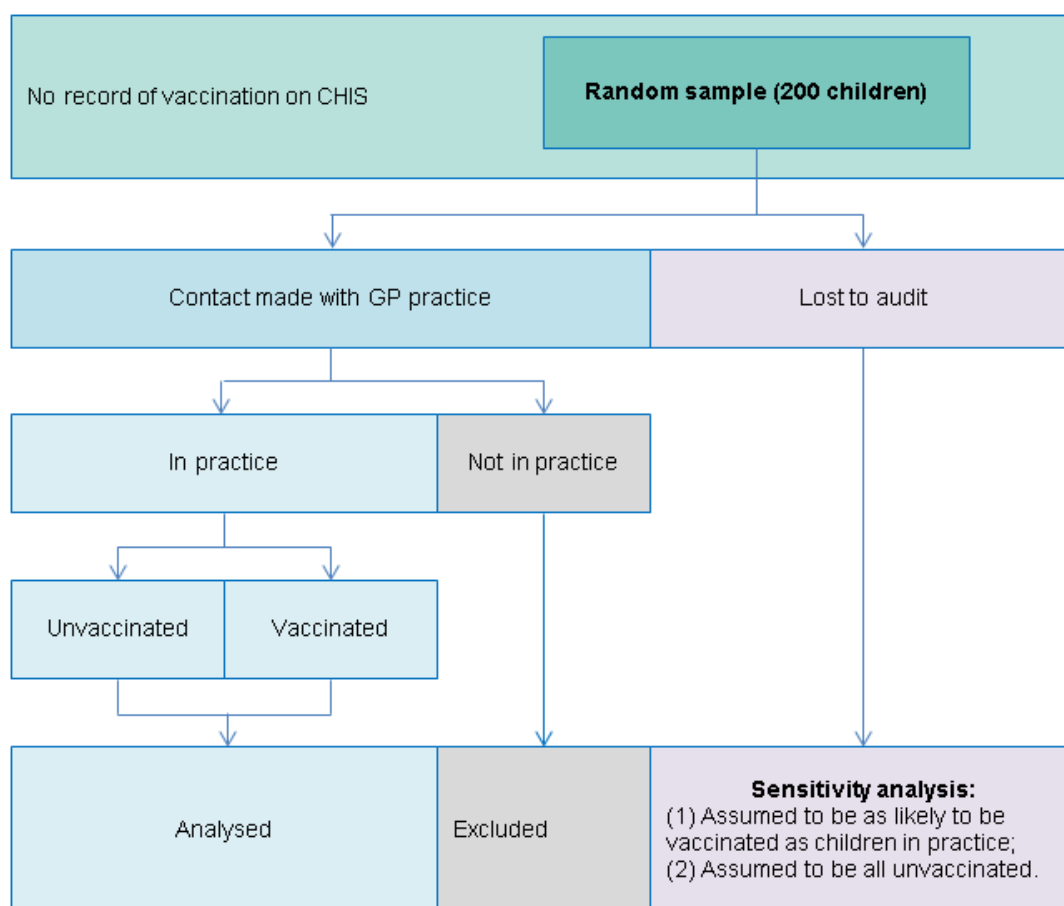 No record of vaccination on CHIS
Random sample (200 children)
Contact made with GP practice
Lost to audit
In practice
Not in practice
Unvaccinated
Vaccinated
Analysed
Excluded
Sensitivity analysis:
(1) Assumed to be as likely to be
vaccinated as children in practice;
(2) Assumed to be all unvaccinated.